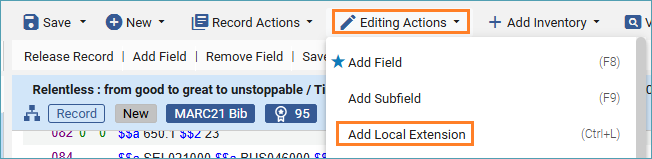 Save New Record Actions Editing Actions Add Inventory V
Release Record | Add Field | Remove Field | Save
Add Field (F8)
Relentless : from good to great to unstoppable / Ti
Add Subfield (F9)
Record New MARC21 Bib 95
Add Local Extension (Ctrl+L)
082 0 0 $$a 650.1 $$2 23
084 $$a SEL021000 $$a BUS046000